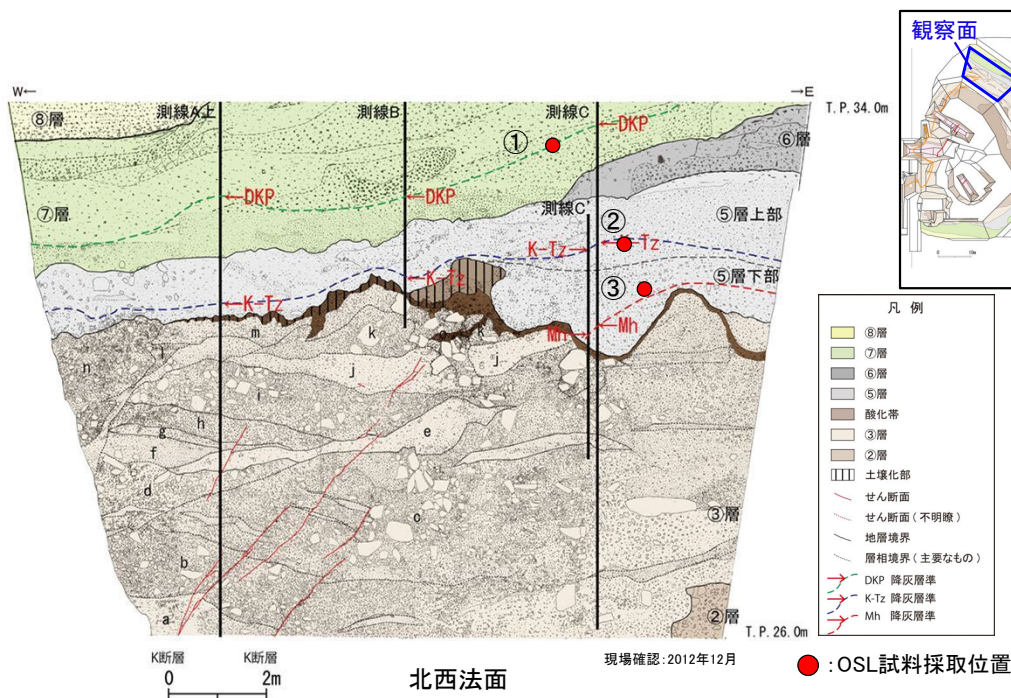 観察面
0 10m
W←
→E
T.P. 34.0m
⑧層
測線A上
測線B
測線C
←DKP
①
⑥層
←DKP
←DKP
⑦層
測線C
②
⑤層上部
K-Tz→
←K-Tz
←K-Tz
⑤層下部
③
←K-Tz
Mh→
←Mh
m
k
o
k
l
n
j
j
i
h
g
e
f
d
c
③層
b
a
②層
T.P. 26.0m
K断層
K断層
0 2m
北西法面
現場確認:2012年12月
凡 例
⑧層
⑦層
⑥層
⑤層
酸化帯
③層
②層
土壌化部
せん断面
せん断面(不明瞭)
地層境界
層相境界(主要なもの)
DKP 降灰層準
K-Tz 降灰層準
Mh 降灰層準
:OSL試料採取位置